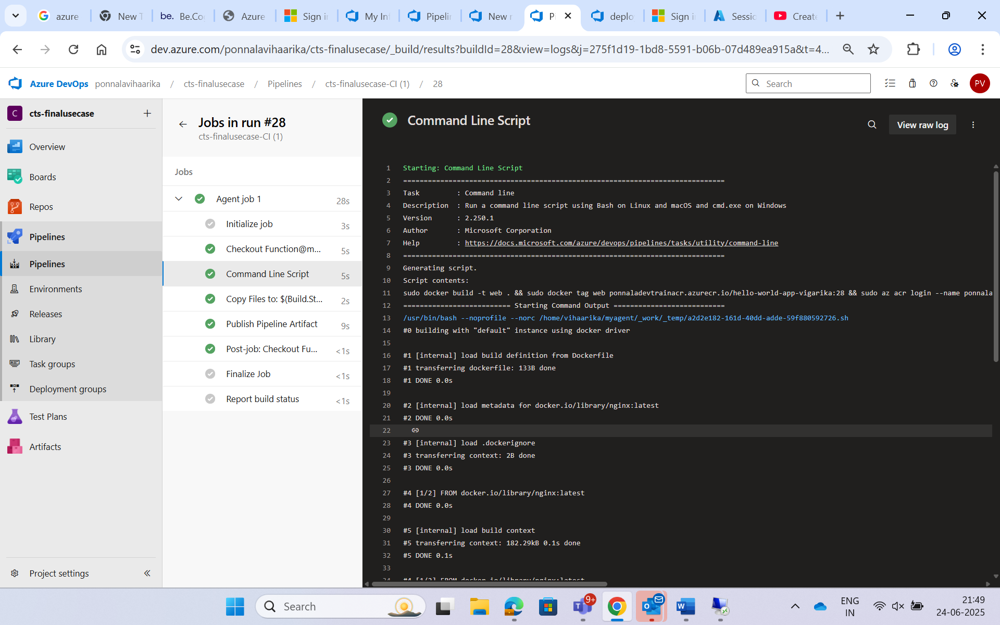 azure
New T
be. Be.Co
Azure
Sign i
My In
Pipelin
New r
P
deplo
Sign i
Sessic
Create
dev.azure.com/ponnalavihaarika/cts-finalusecase/_build/results?buildId=28&view=logs&j=275f1d19-1bd8-5591-b06b-07d489ea915a&t=4...
Azure DevOps ponnalavihaarika / cts-finalusecase / Pipelines / cts-finalusecase-CI (1) / 28
Search
PV
C cts-finalusecase
Overview
Boards
Repos
Pipelines
Pipelines
Environments
Releases
Library
Task groups
Deployment groups
Test Plans
Artifacts
Project settings
Jobs in run #28
cts-finalusecase-CI (1)
Jobs
Agent job 1 28s
Initialize job 3s
Checkout Function@m... 5s
Command Line Script 5s
Copy Files to: $(Build.St... 2s
Publish Pipeline Artifact 9s
Post-job: Checkout Fu... <1s
Finalize Job <1s
Report build status <1s
Command Line Script
View raw log
1 Starting: Command Line Script
2 ==============================================================================
3 Task : Command line
4 Description : Run a command line script using Bash on Linux and macOS and cmd.exe on Windows
5 Version : 2.250.1
6 Author : Microsoft Corporation
7 Help : https://docs.microsoft.com/azure/devops/pipelines/tasks/utility/command-line
8 ==============================================================================
9 Generating script.
10 Script contents:
11 sudo docker build -t web . && sudo docker tag web ponnaladevtrainacr.azurecr.io/hello-world-app-vigarika:28 && sudo az acr login --name ponnala
12 ========================== Starting Command Output ===========================
13 /usr/bin/bash --noprofile --norc /home/vihaarika/myagent/_work/_temp/a2d2e182-161d-40dd-adde-59f880592726.sh
14 #0 building with "default" instance using docker driver
15
16 #1 [internal] load build definition from Dockerfile
17 #1 transferring dockerfile: 133B done
18 #1 DONE 0.0s
19
20 #2 [internal] load metadata for docker.io/library/nginx:latest
21 #2 DONE 0.0s
22
23 #3 [internal] load .dockerignore
24 #3 transferring context: 2B done
25 #3 DONE 0.0s
26
27 #4 [1/2] FROM docker.io/library/nginx:latest
28 #4 DONE 0.0s
29
30 #5 [internal] load build context
31 #5 transferring context: 182.29kB 0.1s done
32 #5 DONE 0.1s
33
34 #4 [1/2] FROM docker.io/library/nginx:latest
Search
9+
ENG
IN
21:49
24-06-2025